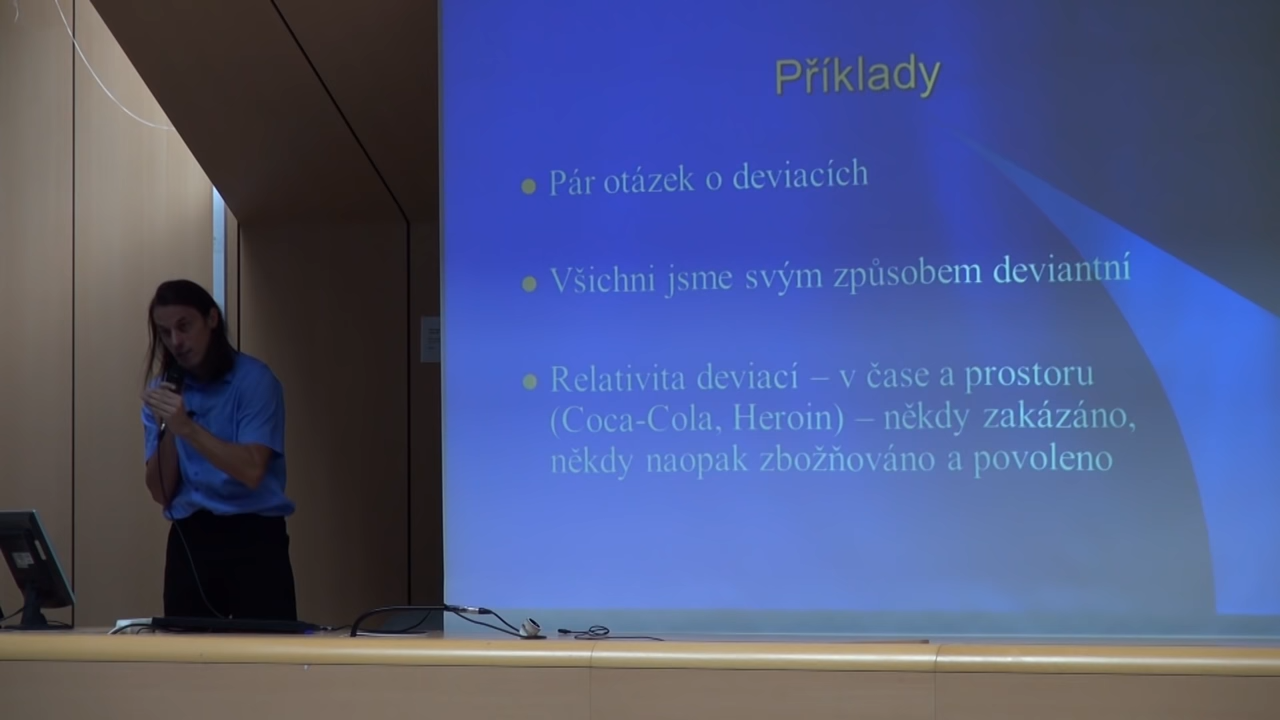 Příklady
Pár otázek o deviacích
Všichni jsme svým způsobem deviantní
Relativita deviací – v čase a prostoru
(Coca-Cola, Heroin) – někdy zakázáno,
někdy naopak zbožňováno a povoleno